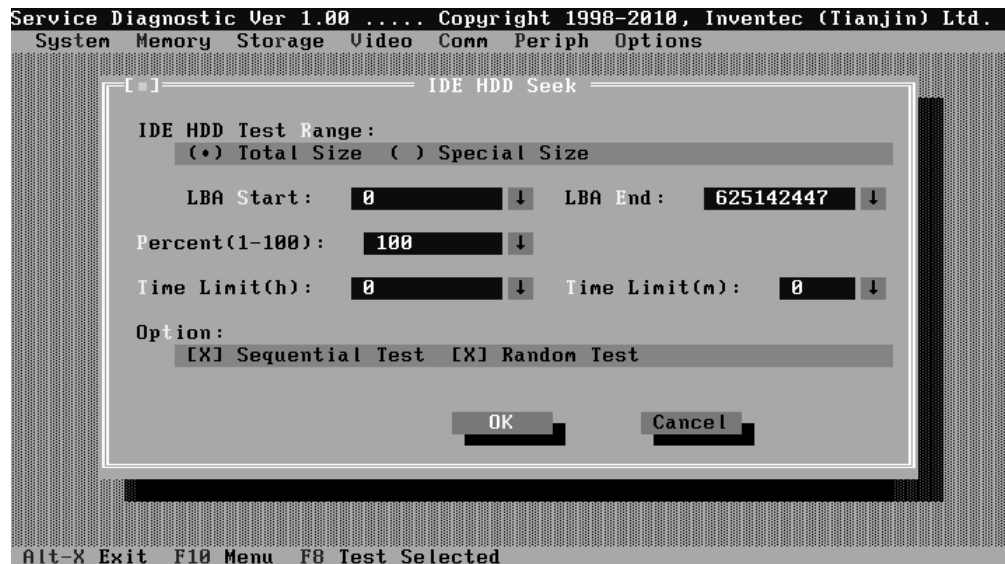 Service Diagnostic Ver 1.00 ..... Copyright 1998-2010, Inventec (Tianjin) Ltd.
System Memory Storage Video Comm Periph Options
[■] IDE HDD Seek
IDE HDD Test Range:
(•) Total Size ( ) Special Size
LBA Start: 0 ↓ LBA End: 625142447 ↓
Percent(1-100): 100 ↓
Time Limit(h): 0 ↓ Time Limit(m): 0 ↓
Option:
[X] Sequential Test [X] Random Test
OK Cancel
Alt-X Exit F10 Menu F8 Test Selected